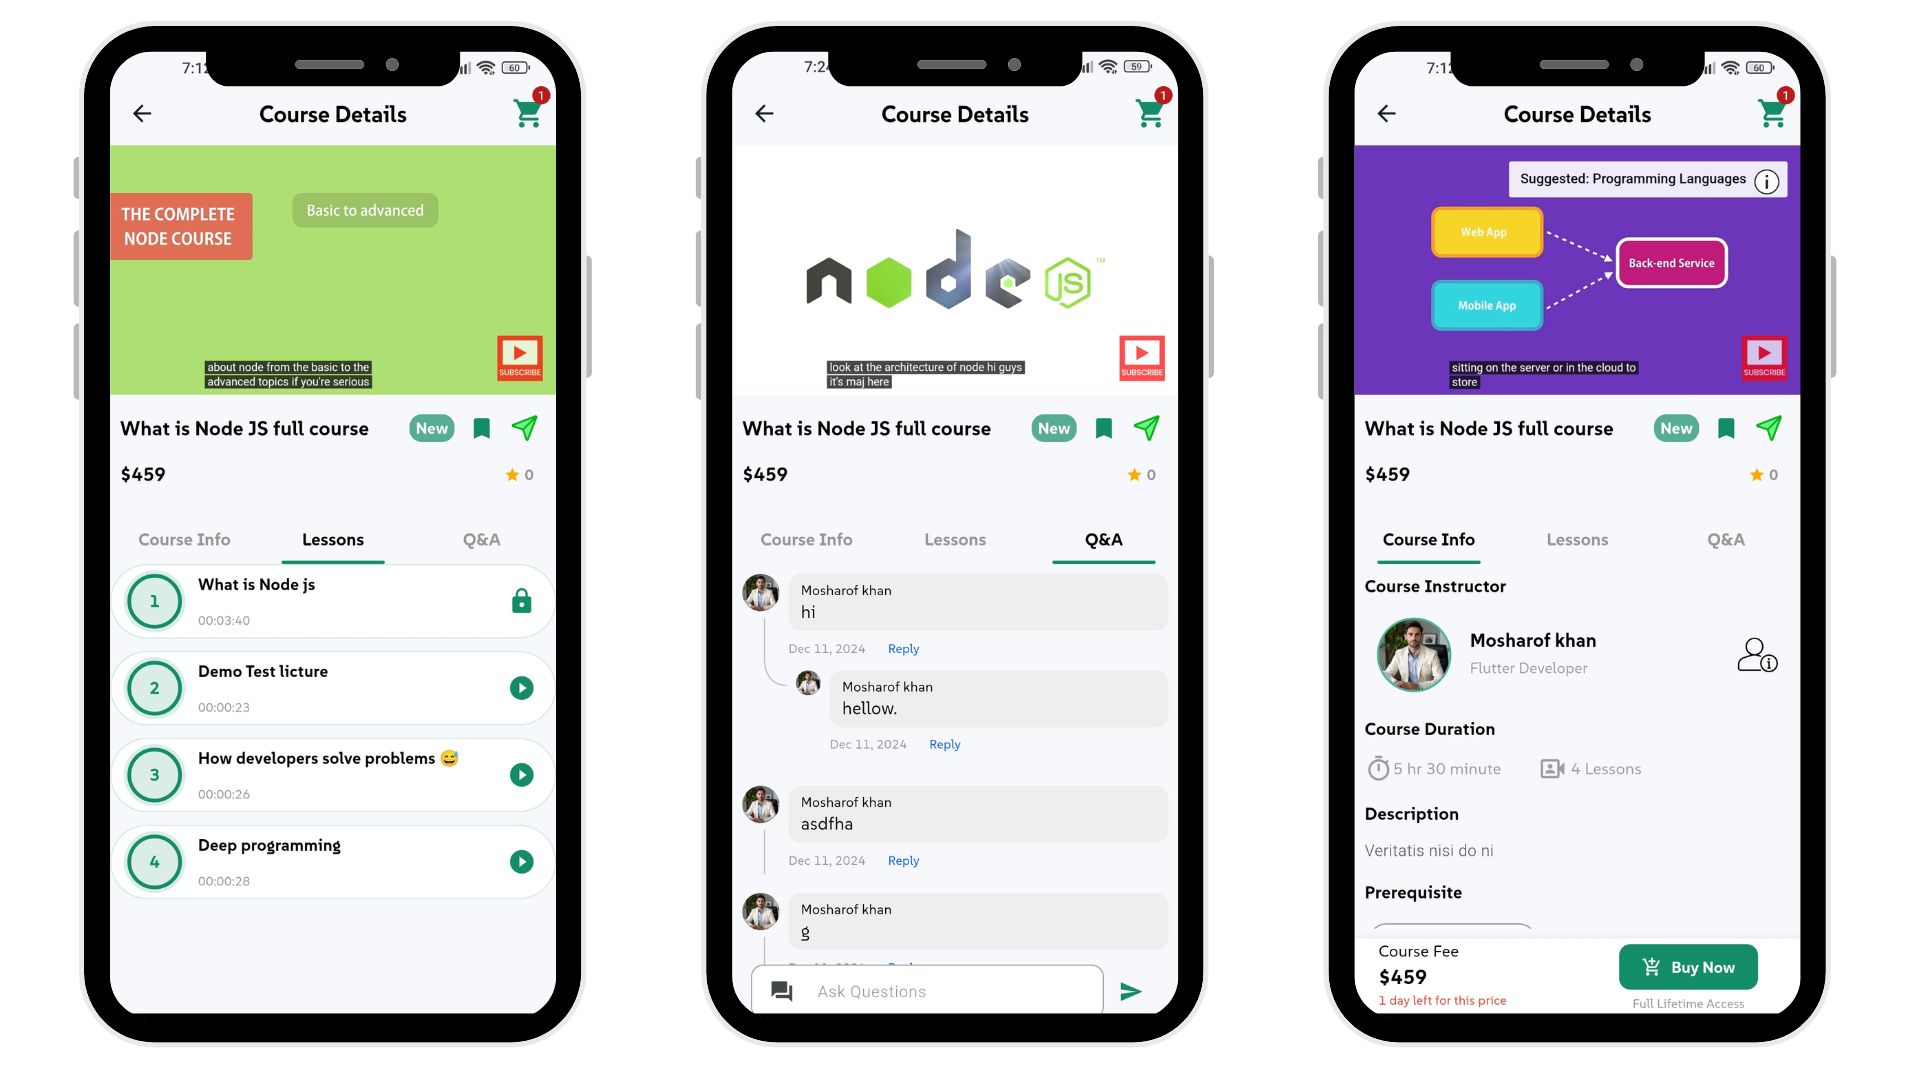 7:12
60
1
Course Details
THE COMPLETE
NODE COURSE
Basic to advanced
about node from the basic to the
advanced topics if you're serious
SUBSCRIBE
What is Node JS full course
New
$459
0
Course Info
Lessons
Q&A
1
What is Node js
00:03:40
2
Demo Test licture
00:00:23
3
How developers solve problems 😅
00:00:26
4
Deep programming
00:00:28
7:24
59
1
Course Details
node JS ™
look at the architecture of node hi guys
it's maj here
SUBSCRIBE
What is Node JS full course
New
$459
0
Course Info
Lessons
Q&A
Mosharof khan
hi
Dec 11, 2024
Reply
Mosharof khan
hellow.
Dec 11, 2024
Reply
Mosharof khan
asdfha
Dec 11, 2024
Reply
Mosharof khan
g
Ask Questions
7:12
60
1
Course Details
Suggested: Programming Languages
Web App
Back-end Service
Mobile App
sitting on the server or in the cloud to
store
SUBSCRIBE
What is Node JS full course
New
$459
0
Course Info
Lessons
Q&A
Course Instructor
Mosharof khan
Flutter Developer
Course Duration
5 hr 30 minute
4 Lessons
Description
Veritatis nisi do ni
Prerequisite
Course Fee
$459
1 day left for this price
Buy Now
Full Lifetime Access